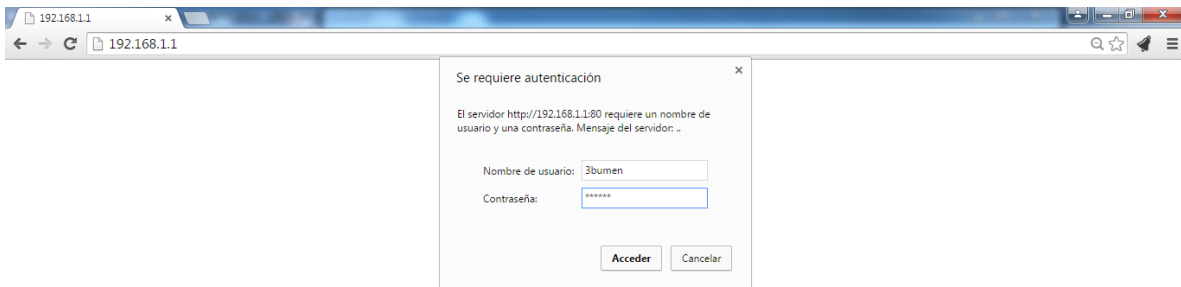 192.168.1.1
192.168.1.1
Se requiere autenticación
El servidor http://192.168.1.1:80 requiere un nombre de
usuario y una contraseña. Mensaje del servidor: ..
Nombre de usuario: 3bumen
Contraseña: ******
Acceder Cancelar